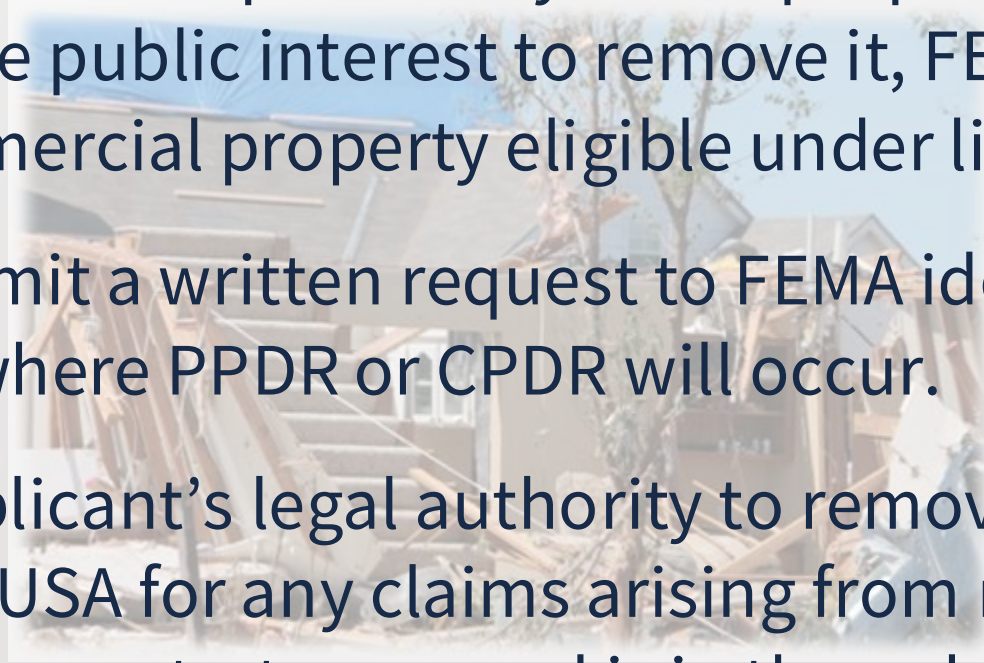 e public interest to remove it, FE
mercial property eligible under li
mit a written request to FEMA ide
where PPDR or CPDR will occur.
plicant’s legal authority to remov
USA for any claims arising from